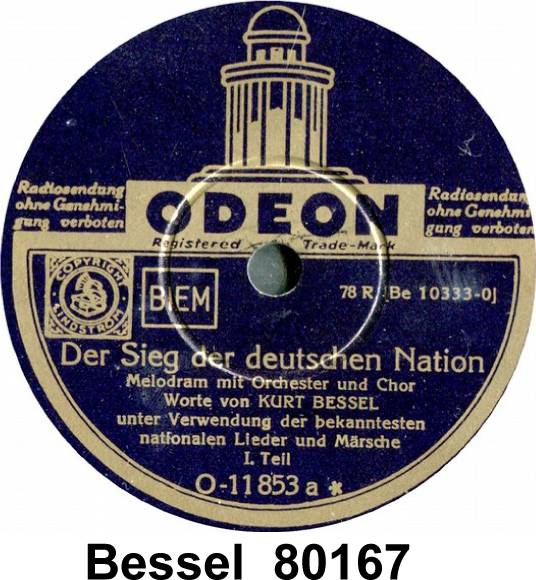 ODEON
Registered Trade-Mark
Radiosendung
ohne Genehmi-
gung verboten
Radiosendun
ohne Genehmi
gung verboten
COPYRIGHT
LINDSTRÖM
BIEM
78 R. [Be 10333-0]
Der Sieg der deutschen Nation
Melodram mit Orchester und Chor
Worte von KURT BESSEL
unter Verwendung der bekanntesten
nationalen Lieder und Märsche
I. Teil
O-11853 a *
Bessel 80167